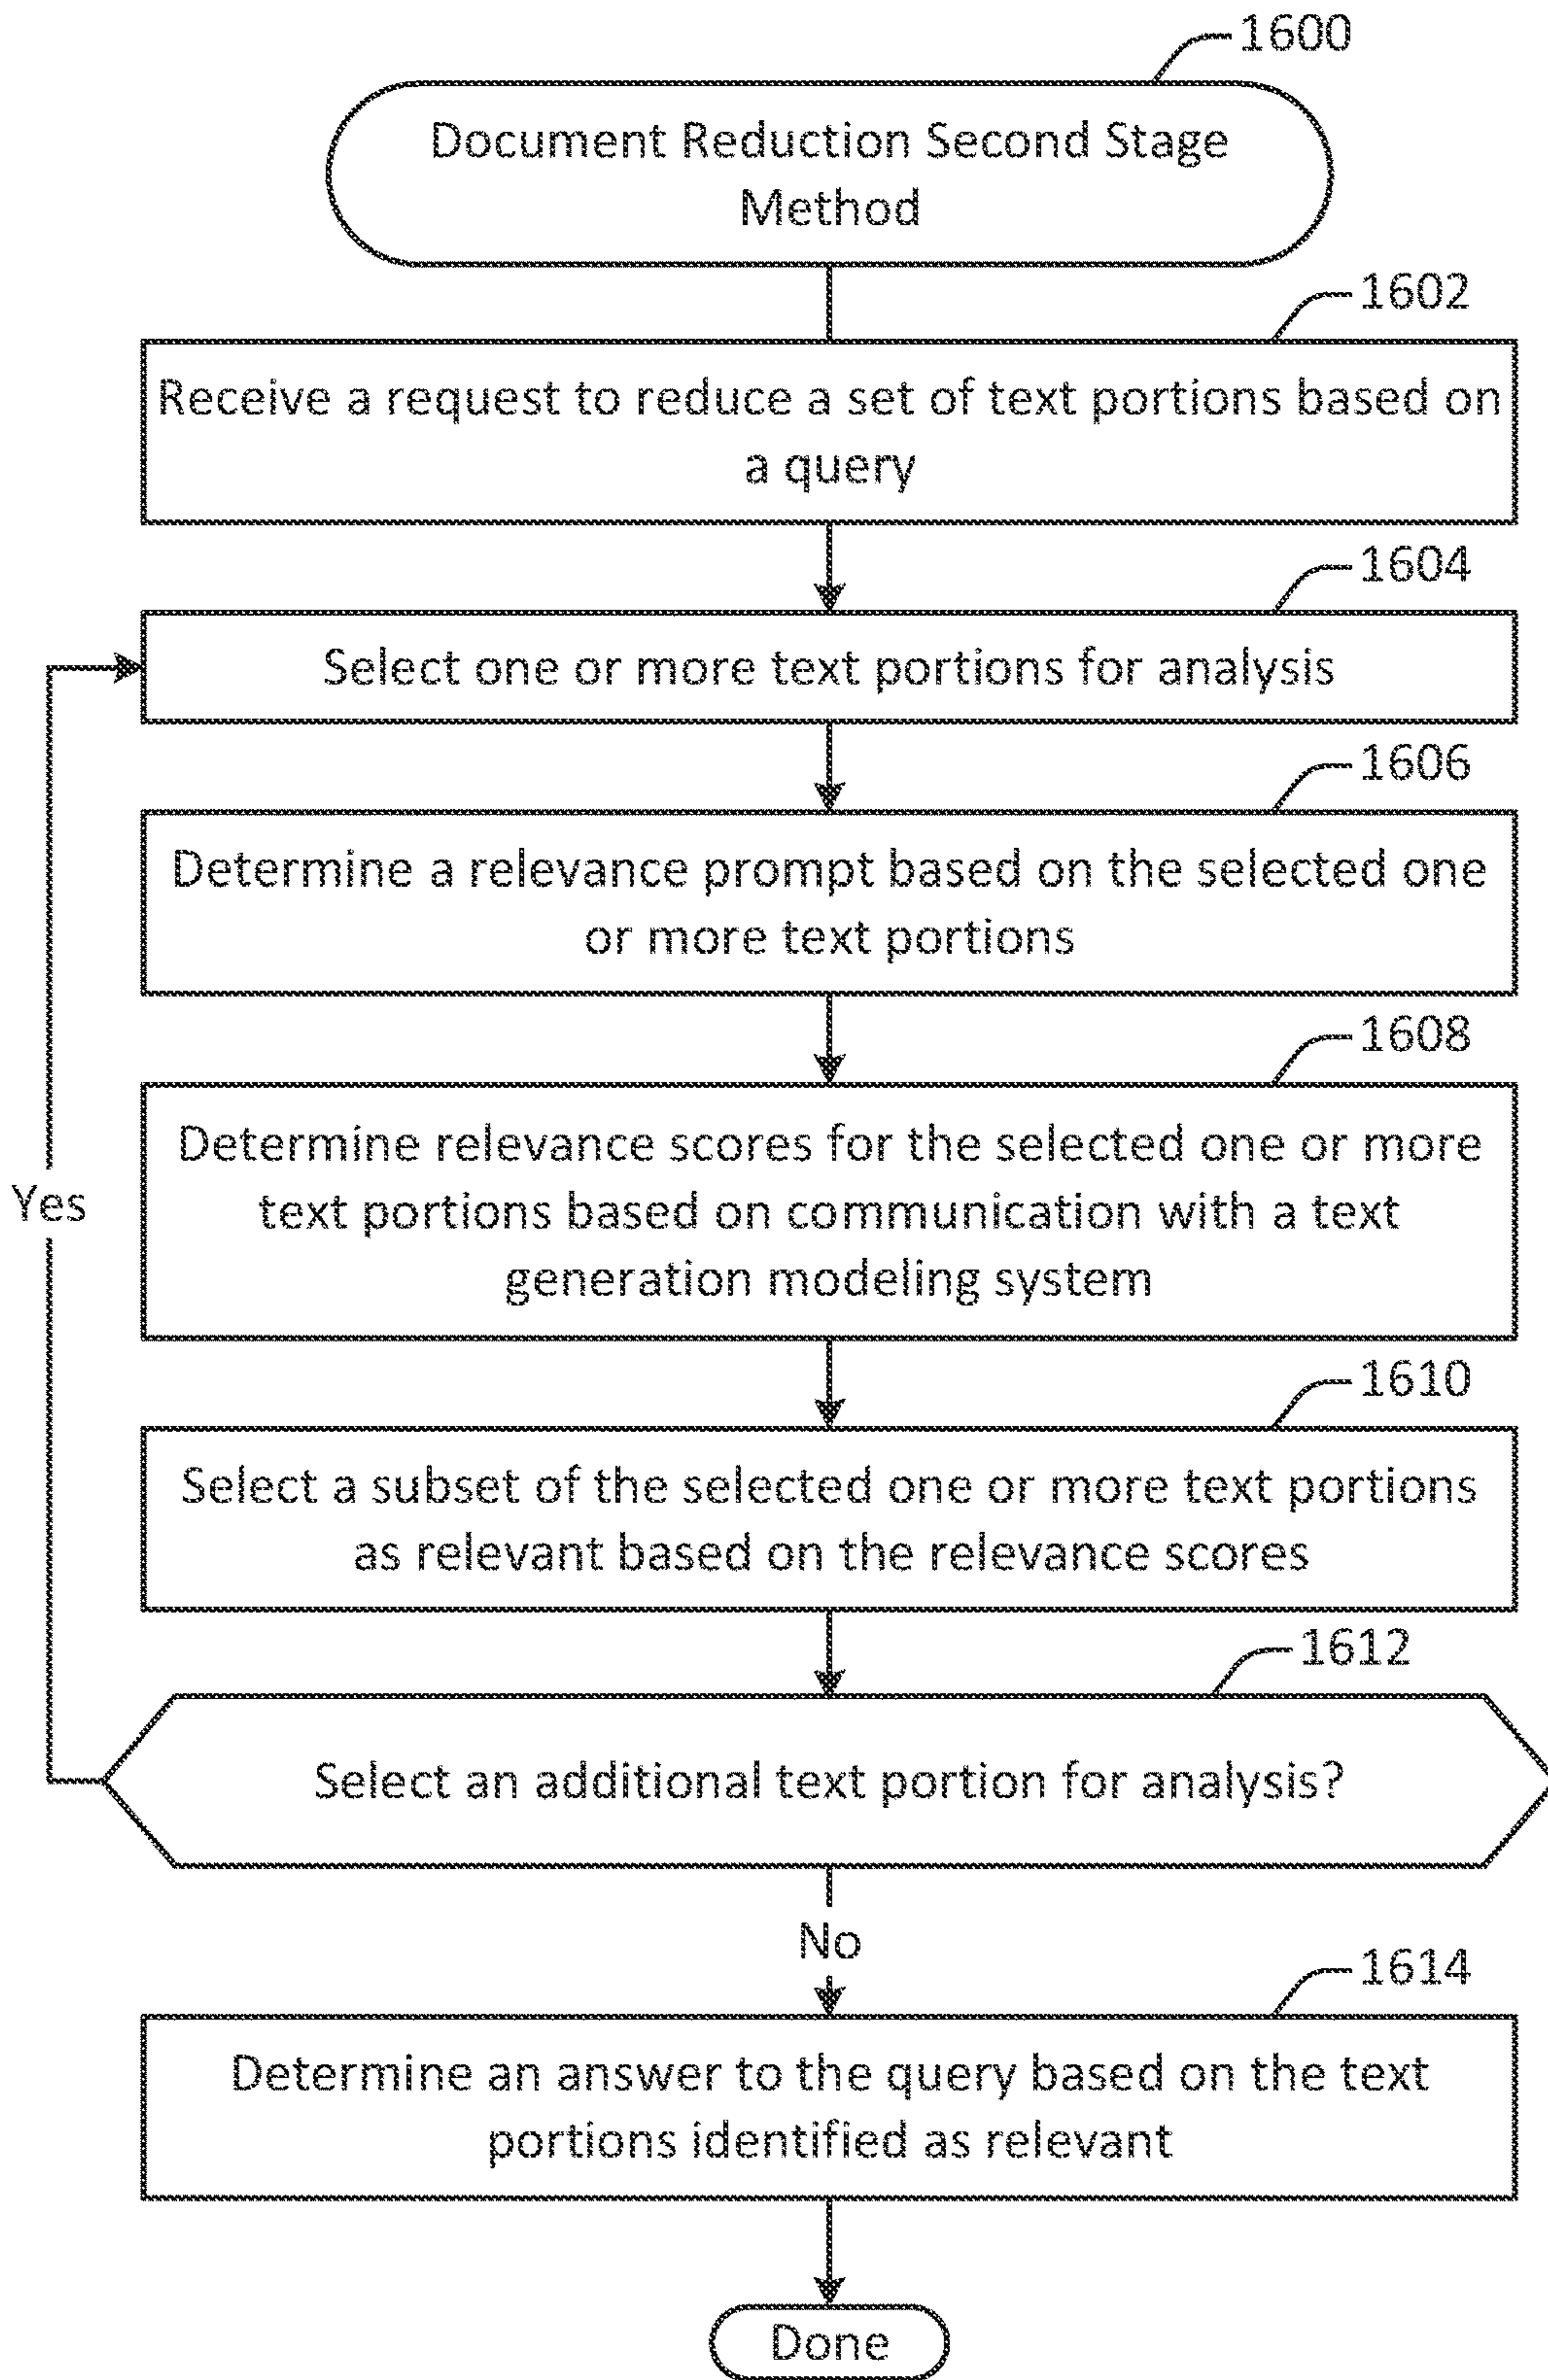 1600
Document Reduction Second Stage
Method
1602
Receive a request to reduce a set of text portions based on
a query
1604
Select one or more text portions for analysis
1606
Determine a relevance prompt based on the selected one
or more text portions
1608
Determine relevance scores for the selected one or more
text portions based on communication with a text
generation modeling system
Yes
1610
Select a subset of the selected one or more text portions
as relevant based on the relevance scores
1612
Select an additional text portion for analysis?
No
1614
Determine an answer to the query based on the text
portions identified as relevant
Done